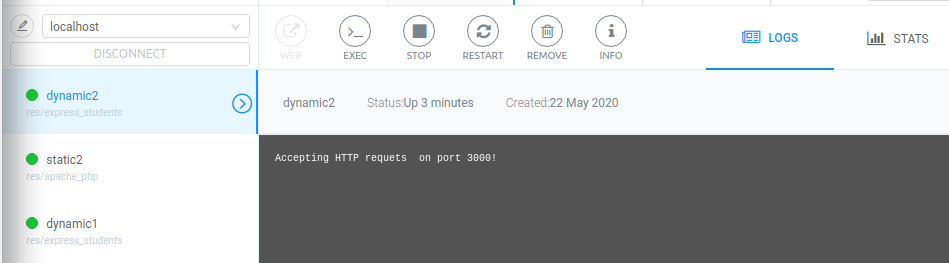 localhost
DISCONNECT
dynamic2
res/express_students
static2
res/apache_php
dynamic1
res/express_students
WEB EXEC STOP RESTART REMOVE INFO
LOGS STATS
dynamic2 Status:Up 3 minutes Created:22 May 2020
Accepting HTTP requets  on port 3000!